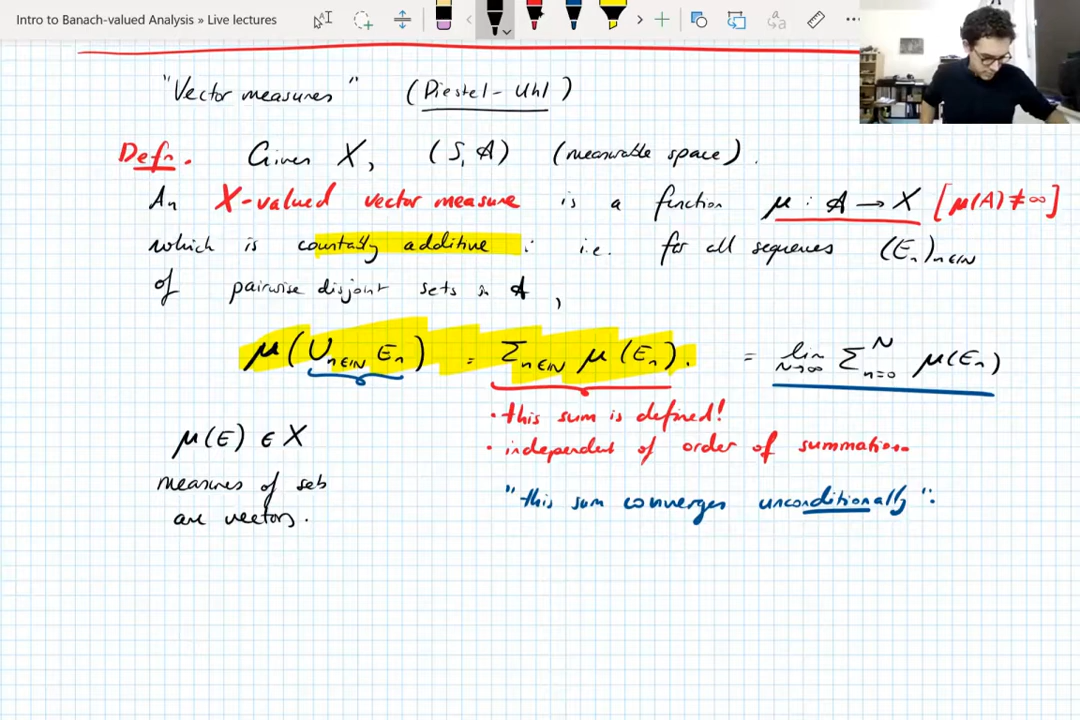 Intro to Banach-valued Analysis » Live lectures
"Vector measures" (Diestel-Uhl)
Defn. Given X, (S, A) (measurable space).
An X-valued vector measure is a function μ : A → X [μ(A) ≠ ∞]
which is countably additive : i.e. for all sequences (En)n∈ℕ
of pairwise disjoint sets in A,
μ(∪n∈ℕ En) = Σn∈ℕ μ(En). = lim N→∞ Σ n=0 N μ(En)
• this sum is defined!
• independent of order of summation.
"this sum converges unconditionally".
μ(E) ∈ X
measures of sets
are vectors.